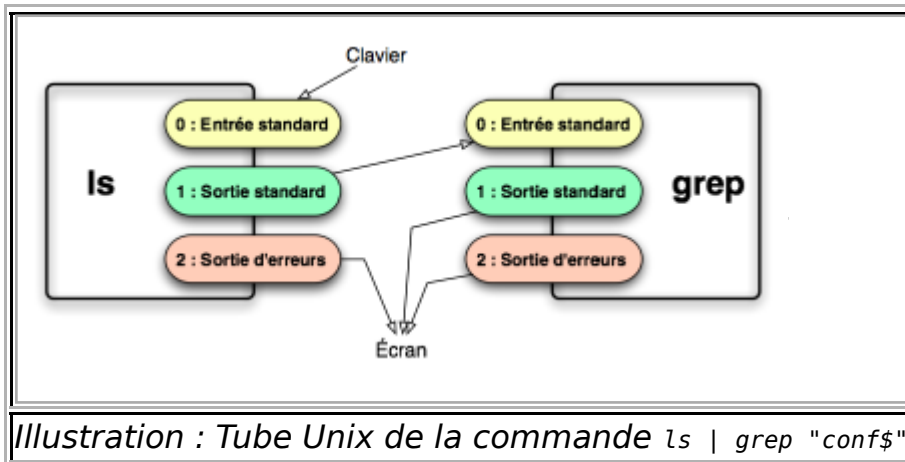 Clavier
0 : Entrée standard
0 : Entrée standard
ls
1 : Sortie standard
1 : Sortie standard
grep
2 : Sortie d'erreurs
2 : Sortie d'erreurs
Écran
Illustration : Tube Unix de la commande ls | grep "conf$"